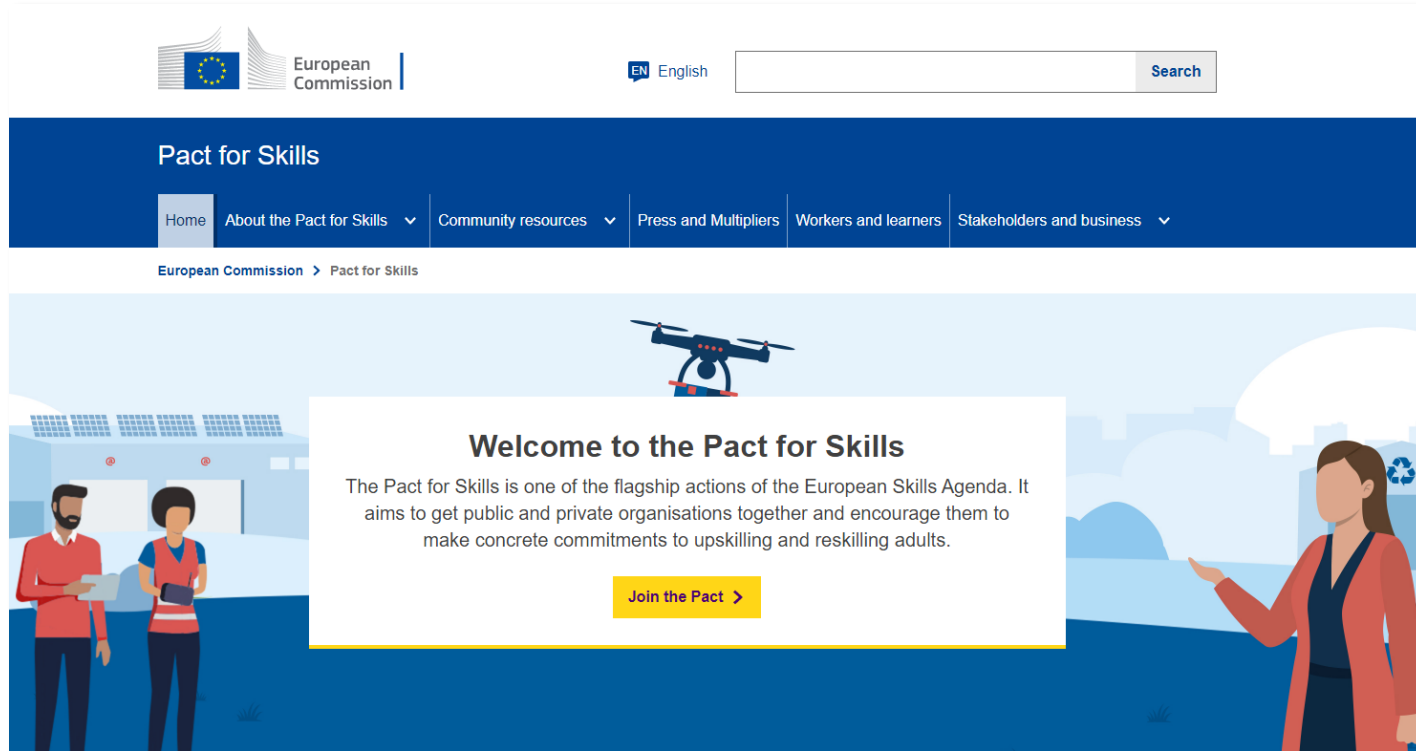 European
Commission
EN English
Search
Pact for Skills
Home About the Pact for Skills Community resources Press and Multipliers Workers and learners Stakeholders and business
European Commission > Pact for Skills
Welcome to the Pact for Skills
The Pact for Skills is one of the flagship actions of the European Skills Agenda. It
aims to get public and private organisations together and encourage them to
make concrete commitments to upskilling and reskilling adults.
Join the Pact >